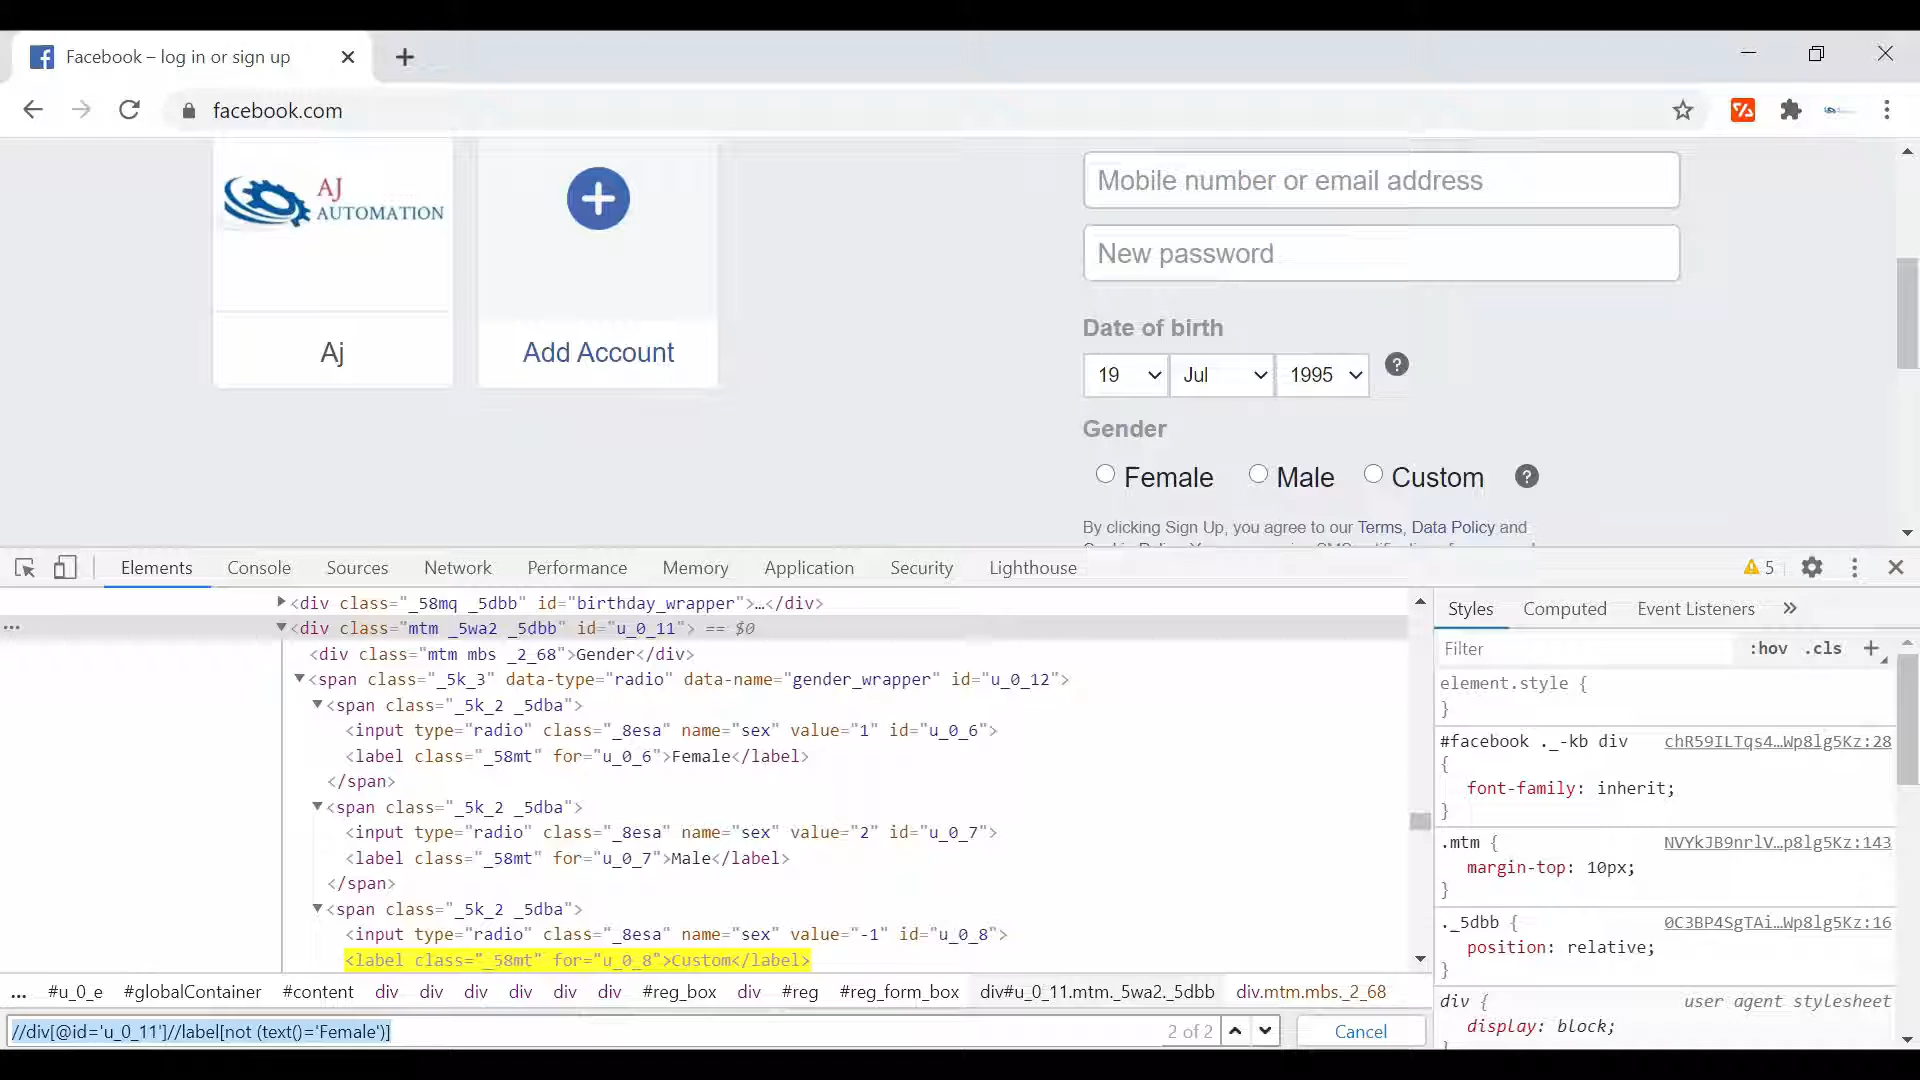 Facebook – log in or sign up
facebook.com
AJ
AUTOMATION
Aj
Add Account
Mobile number or email address
New password
Date of birth
19 Jul 1995
Gender
Female Male Custom
By clicking Sign Up, you agree to our Terms, Data Policy and
Elements Console Sources Network Performance Memory Application Security Lighthouse 5
<div class="_58mq _5dbb" id="birthday_wrapper">…</div>
… <div class="mtm _5wa2 _5dbb" id="u_0_11"> == $0
<div class="mtm mbs _2_68">Gender</div>
<span class="_5k_3" data-type="radio" data-name="gender_wrapper" id="u_0_12">
<span class="_5k_2 _5dba">
<input type="radio" class="_8esa" name="sex" value="1" id="u_0_6">
<label class="_58mt" for="u_0_6">Female</label>
</span>
<span class="_5k_2 _5dba">
<input type="radio" class="_8esa" name="sex" value="2" id="u_0_7">
<label class="_58mt" for="u_0_7">Male</label>
</span>
<span class="_5k_2 _5dba">
<input type="radio" class="_8esa" name="sex" value="-1" id="u_0_8">
<label class="_58mt" for="u_0_8">Custom</label>
… #u_0_e #globalContainer #content div div div div div div #reg_box div #reg #reg_form_box div#u_0_11.mtm._5wa2._5dbb div.mtm.mbs._2_68
//div[@id='u_0_11']//label[not (text()='Female')] 2 of 2 Cancel
Styles Computed Event Listeners »
Filter :hov .cls +
element.style {
}
#facebook ._-kb div chR59ILTqs4…Wp8lg5Kz:28
{
font-family: inherit;
}
.mtm { NVYkJB9nrlV…p8lg5Kz:143
margin-top: 10px;
}
._5dbb { 0C3BP4SgTAi…Wp8lg5Kz:16
position: relative;
}
div { user agent stylesheet
display: block;